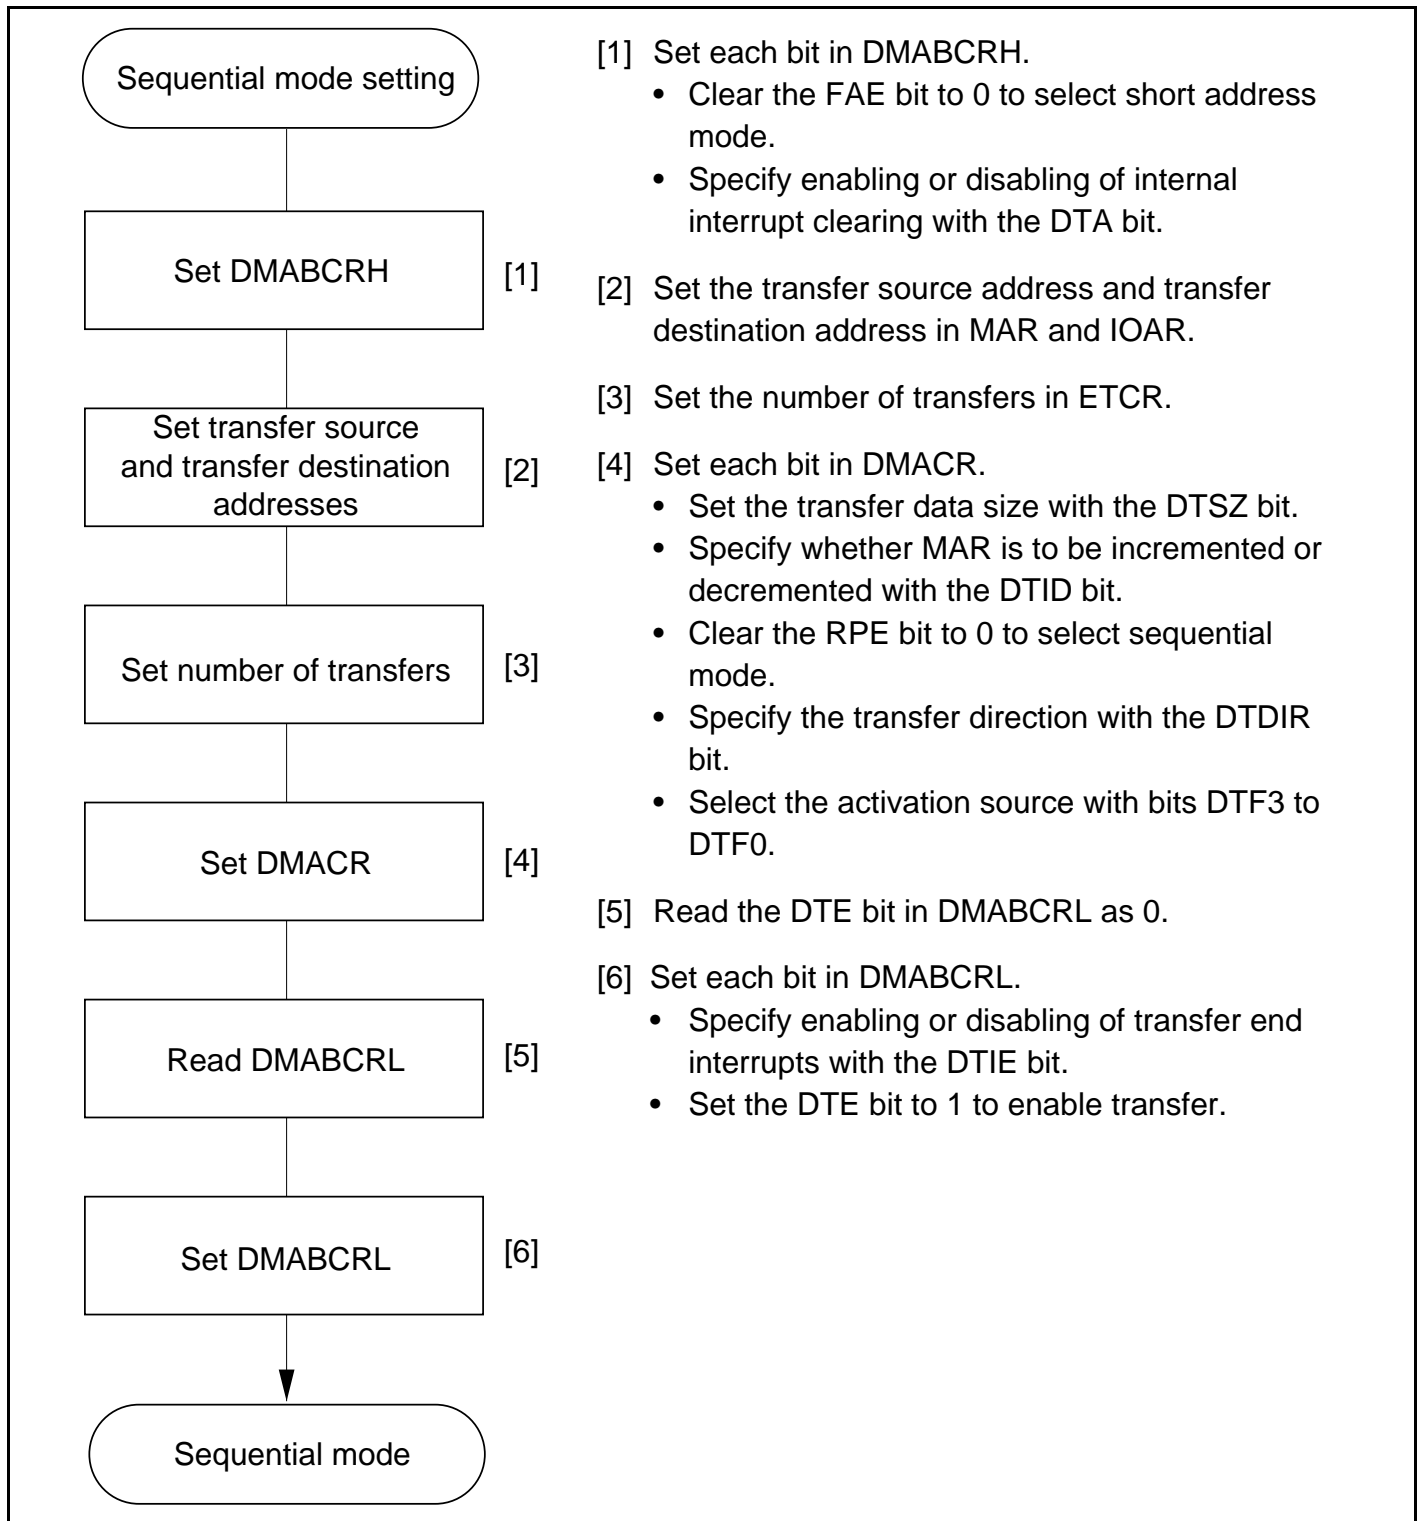 Sequential mode setting
Set DMABCRH
[1]
Set transfer source
and transfer destination
addresses
[2]
Set number of transfers
[3]
Set DMACR
[4]
Read DMABCRL
[5]
Set DMABCRL
[6]
Sequential mode
[1] Set each bit in DMABCRH.
• Clear the FAE bit to 0 to select short address
mode.
• Specify enabling or disabling of internal
interrupt clearing with the DTA bit.
[2] Set the transfer source address and transfer
destination address in MAR and IOAR.
[3] Set the number of transfers in ETCR.
[4] Set each bit in DMACR.
• Set the transfer data size with the DTSZ bit.
• Specify whether MAR is to be incremented or
decremented with the DTID bit.
• Clear the RPE bit to 0 to select sequential
mode.
• Specify the transfer direction with the DTDIR
bit.
• Select the activation source with bits DTF3 to
DTF0.
[5] Read the DTE bit in DMABCRL as 0.
[6] Set each bit in DMABCRL.
• Specify enabling or disabling of transfer end
interrupts with the DTIE bit.
• Set the DTE bit to 1 to enable transfer.